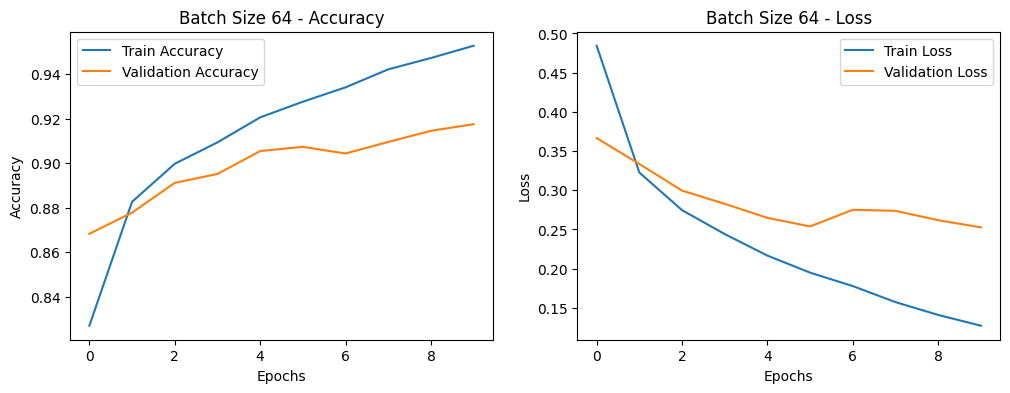 Batch Size 64 - Accuracy
Train Accuracy
Validation Accuracy
0.94
0.92
0.90
0.88
0.86
0.84
Accuracy
0 2 4 6 8
Epochs
Batch Size 64 - Loss
Train Loss
Validation Loss
0.50
0.45
0.40
0.35
0.30
0.25
0.20
0.15
Loss
0 2 4 6 8
Epochs